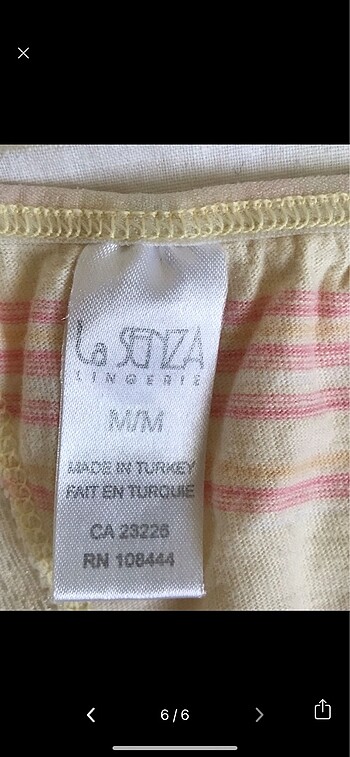 La SENZA
LINGERIE
M/M
MADE IN TURKEY
FAIT EN TURQUIE
CA 23226
RN 108444
6/6